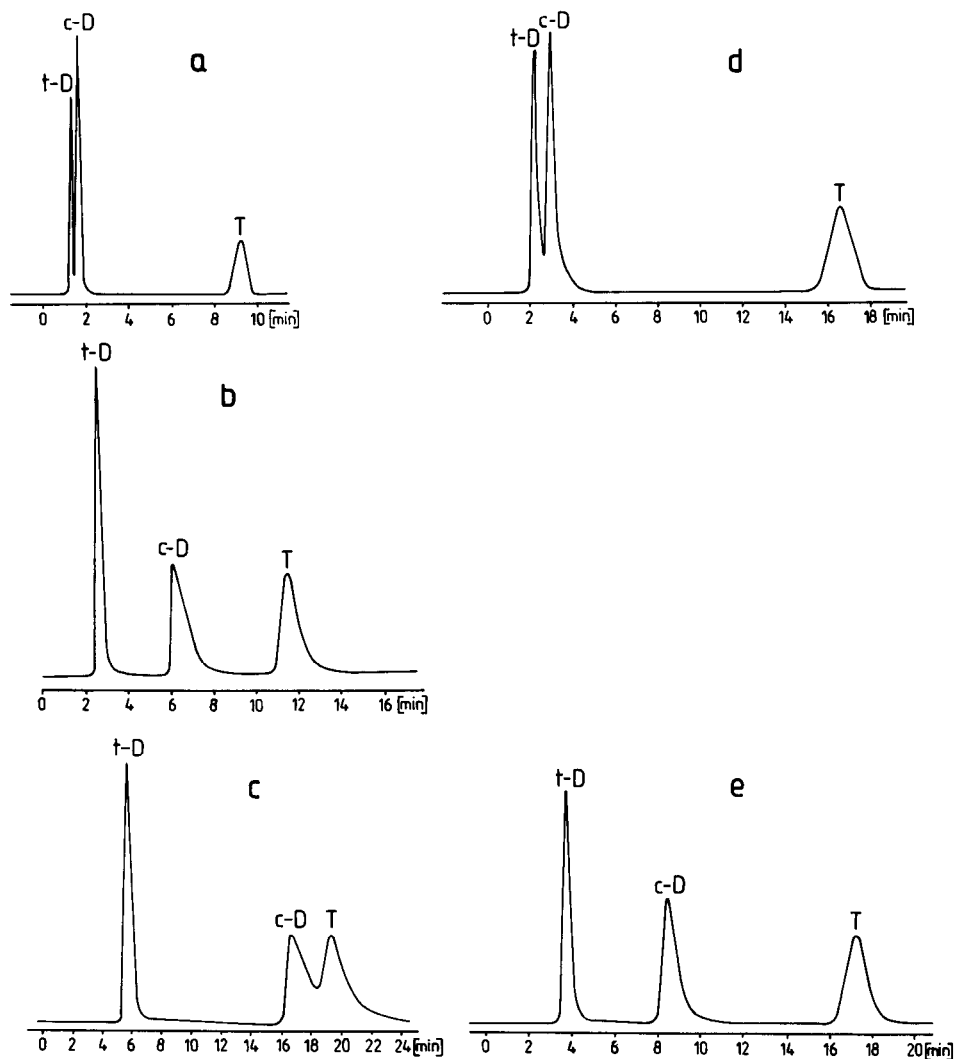 a
t-D
c-D
T
0 2 4 6 8 10 [min]
d
t-D
c-D
T
0 2 4 6 8 10 12 14 16 18 [min]
b
t-D
c-D
T
0 2 4 6 8 10 12 14 16 [min]
c
t-D
c-D
T
0 2 4 6 8 10 12 14 16 18 20 22 24 [min]
e
t-D
c-D
T
0 2 4 6 8 10 12 14 16 18 20 [min]